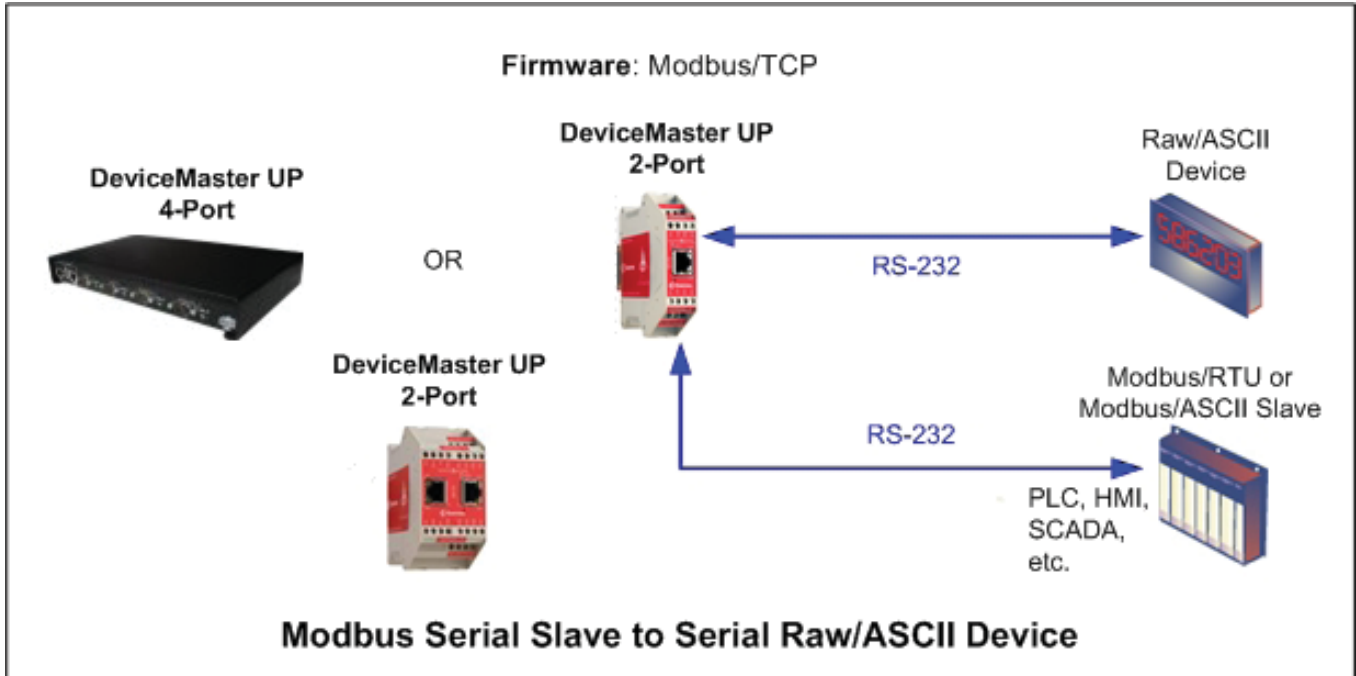 Firmware: Modbus/TCP
DeviceMaster UP
2-Port
Raw/ASCII
Device
DeviceMaster UP
4-Port
OR
RS-232
586203
DeviceMaster UP
2-Port
Modbus/RTU or
Modbus/ASCII Slave
RS-232
PLC, HMI,
SCADA,
etc.
Modbus Serial Slave to Serial Raw/ASCII Device